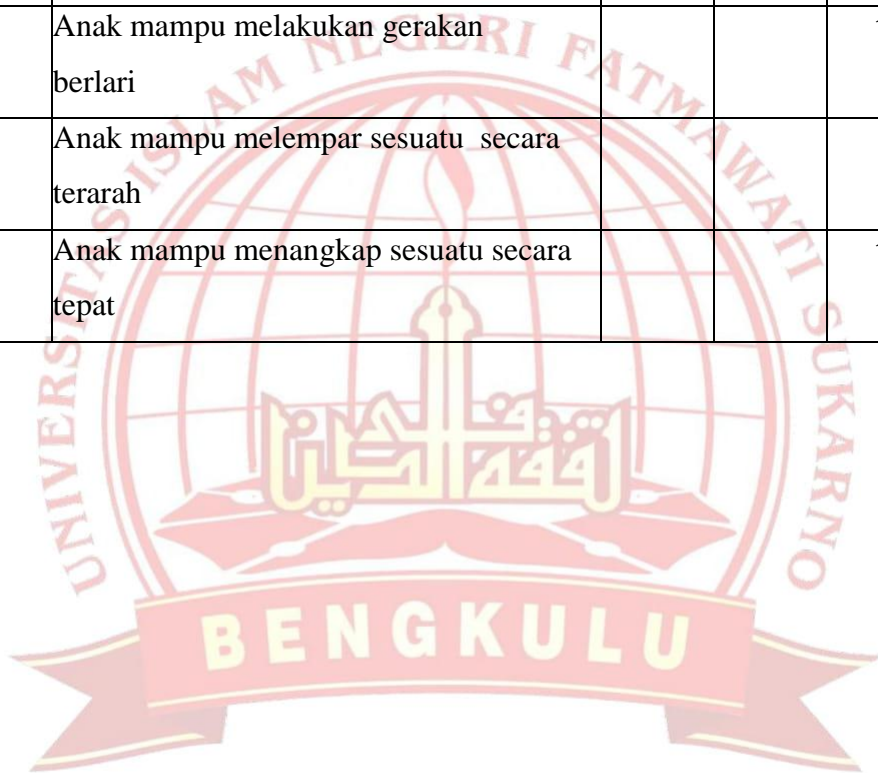 Anak mampu melakukan gerakan
berlari
Anak mampu melempar sesuatu secara
terarah
Anak mampu menangkap sesuatu secara
tepat
UNIVERSITAS ISLAM NEGERI FATMAWATI SUKARNO
BENGKULU